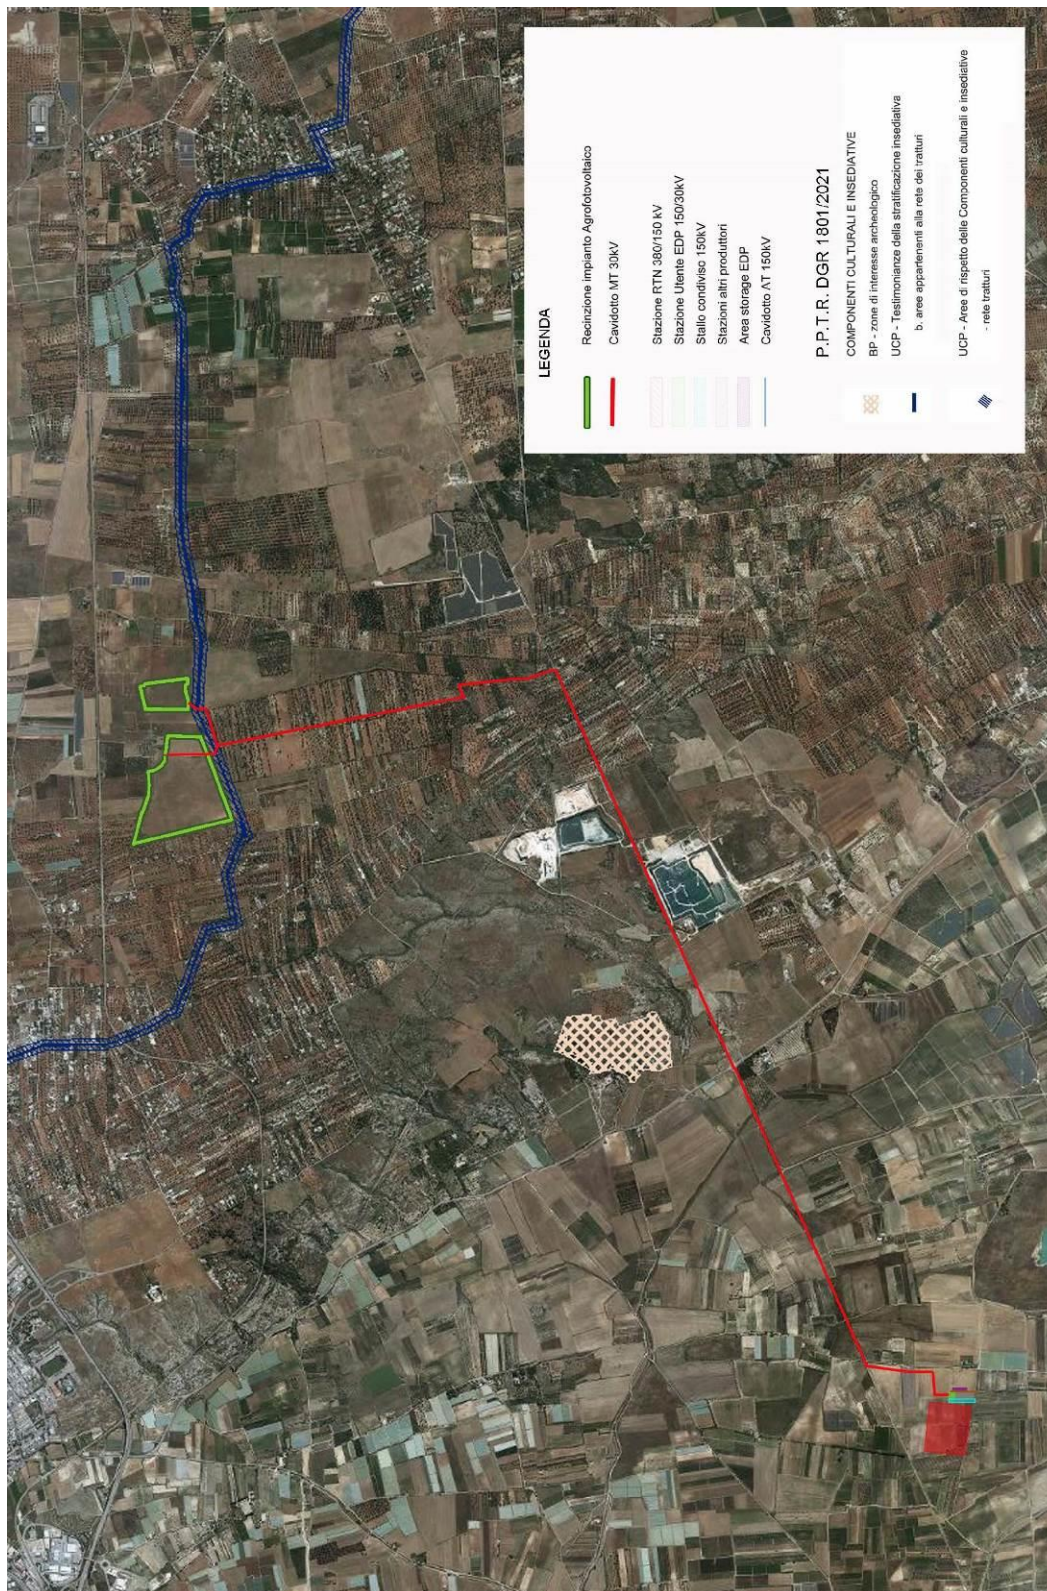 LEGENDA
Recinzione impianto Agrofotovoltaico
Cavidotto MT 30kV
Stazione RTN 380/150 kV
Stazione Utente EDP 150/30kV
Stallo condiviso 150kV
Stazioni altri produttori
Area storage EDP
Cavidotto AT 150kV
P.P.T.R. DGR 1801/2021
COMPONENTI CULTURALI E INSEDIATIVE
BP - zone di interesse archeologico
UCP - Testimonianze della stratificazione insediativa
b. aree appartenenti alla rete dei tratturi
UCP - Aree di rispetto delle Componenti culturali e insediative
- rete tratturi